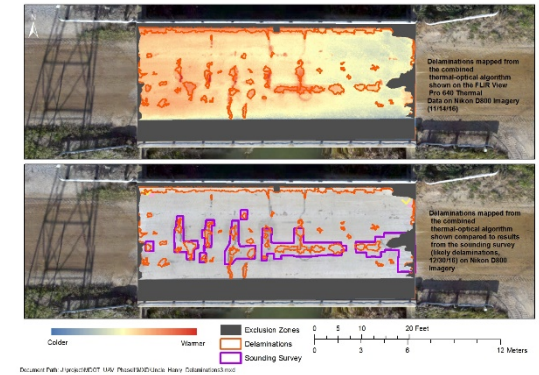 Delaminations mapped from
the combined
thermal-optical algorithm
shown on the FLIR View
Pro 640 Thermal
Data on Nikon D800 Imagery
(11/14/16)
Delaminations mapped from
the combined
thermal-optical algorithm
shown compared to results
from the sounding survey
(likely delaminations,
12/30/16) on Nikon D800
Imagery
Colder
Warmer
Exclusion Zones
Delaminations
Sounding Survey
0 5 10 20 Feet
0 3 6 12 Meters